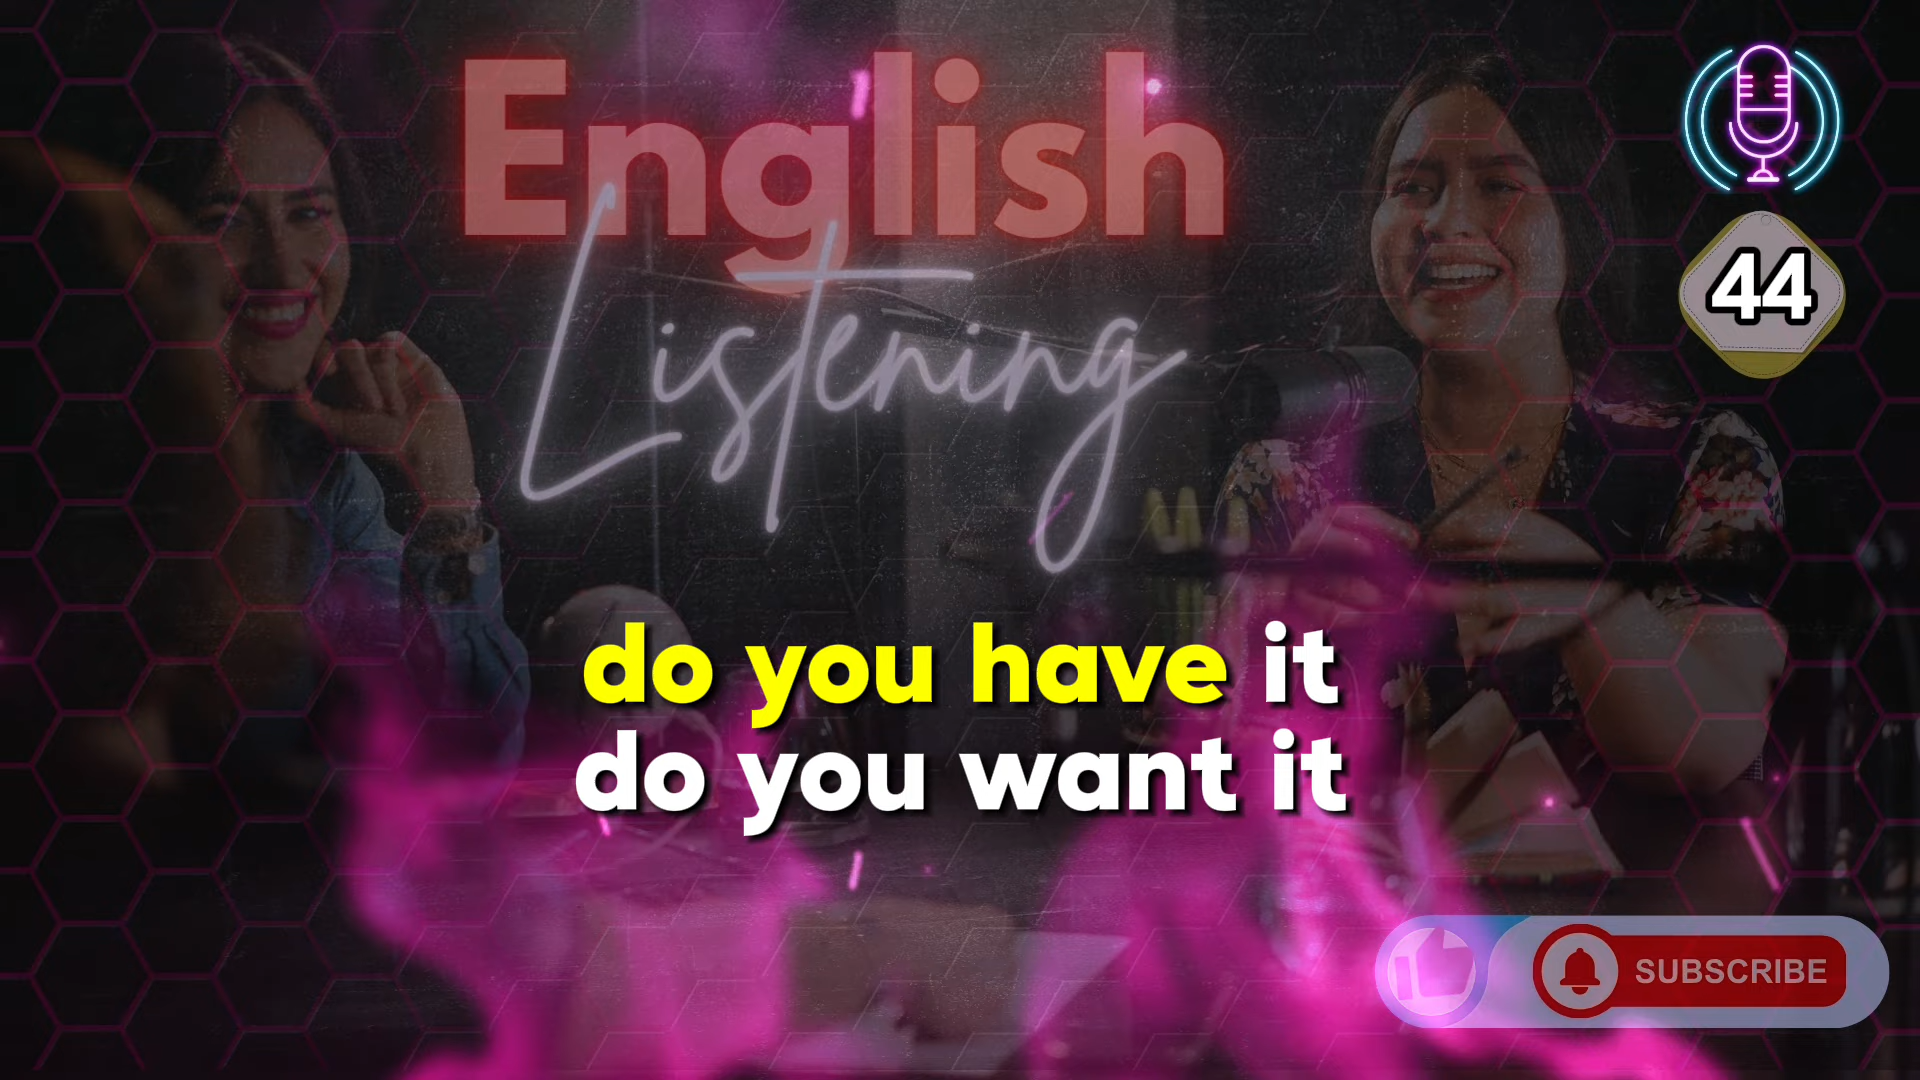 English
Listening
44
do you have it
do you want it
SUBSCRIBE